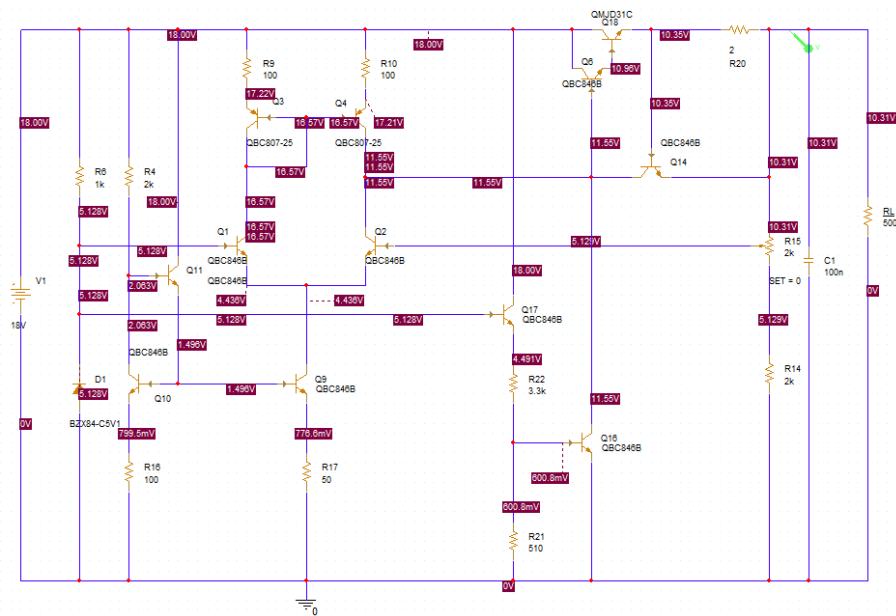 QMJD31C
Q18
18.00V
18.00V
10.35V
2
R20
R9
100
R10
100
Q6
10.96V
QBC846B
17.22V
Q3
Q4
10.35V
18.00V
16.57V
16.57V
17.21V
10.31V
10.31V
QBC807-25
QBC807-25
11.55V
QBC846B
R6
1k
R4
2k
16.57V
11.55V
11.55V
11.55V
11.55V
Q14
10.31V
18.00V
5.128V
16.57V
10.31V
RL
500
Q1
16.57V
16.57V
Q2
5.128V
5.129V
R15
2k
5.128V
QBC846B
QBC846B
QBC846B
C1
100n
Q11
18.00V
V1
2.063V
SET = 0
5.128V
4.436V
4.436V
0V
18V
2.063V
5.128V
5.128V
Q17
QBC846B
5.129V
1.496V
QBC846B
4.491V
D1
5.128V
Q10
1.496V
Q9
QBC846B
R22
3.3k
R14
2k
11.55V
0V
BZX84-C5V1
799.5mV
776.6mV
Q16
QBC846B
R16
100
R17
50
600.8mV
600.8mV
R21
510
0V
0